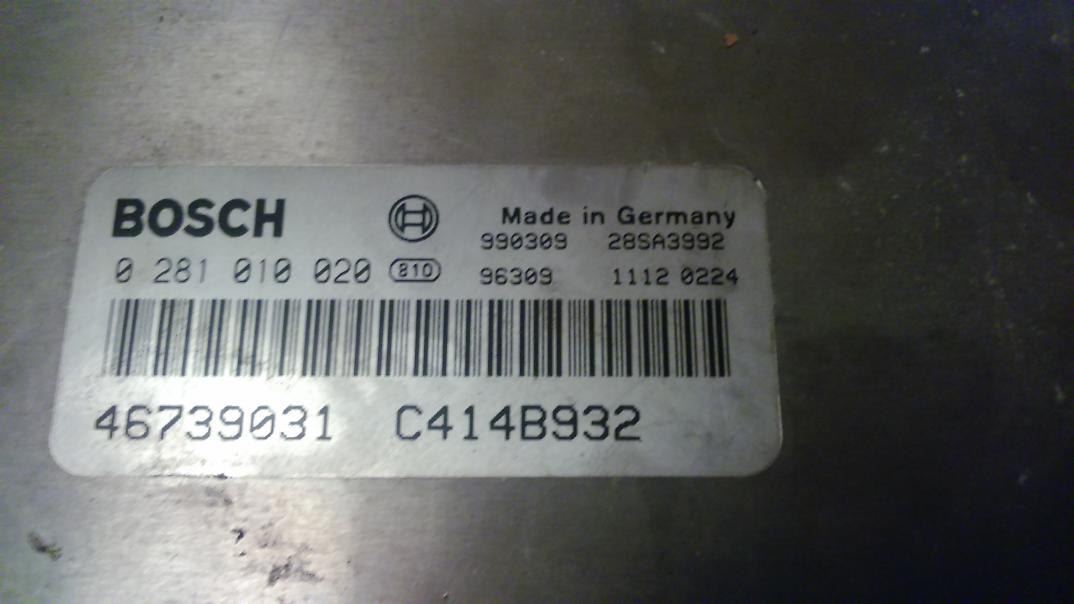 BOSCH
Made in Germany
990309 28SA3992
0 281 010 020 810
96309 1112 0224
46739031 C414B932